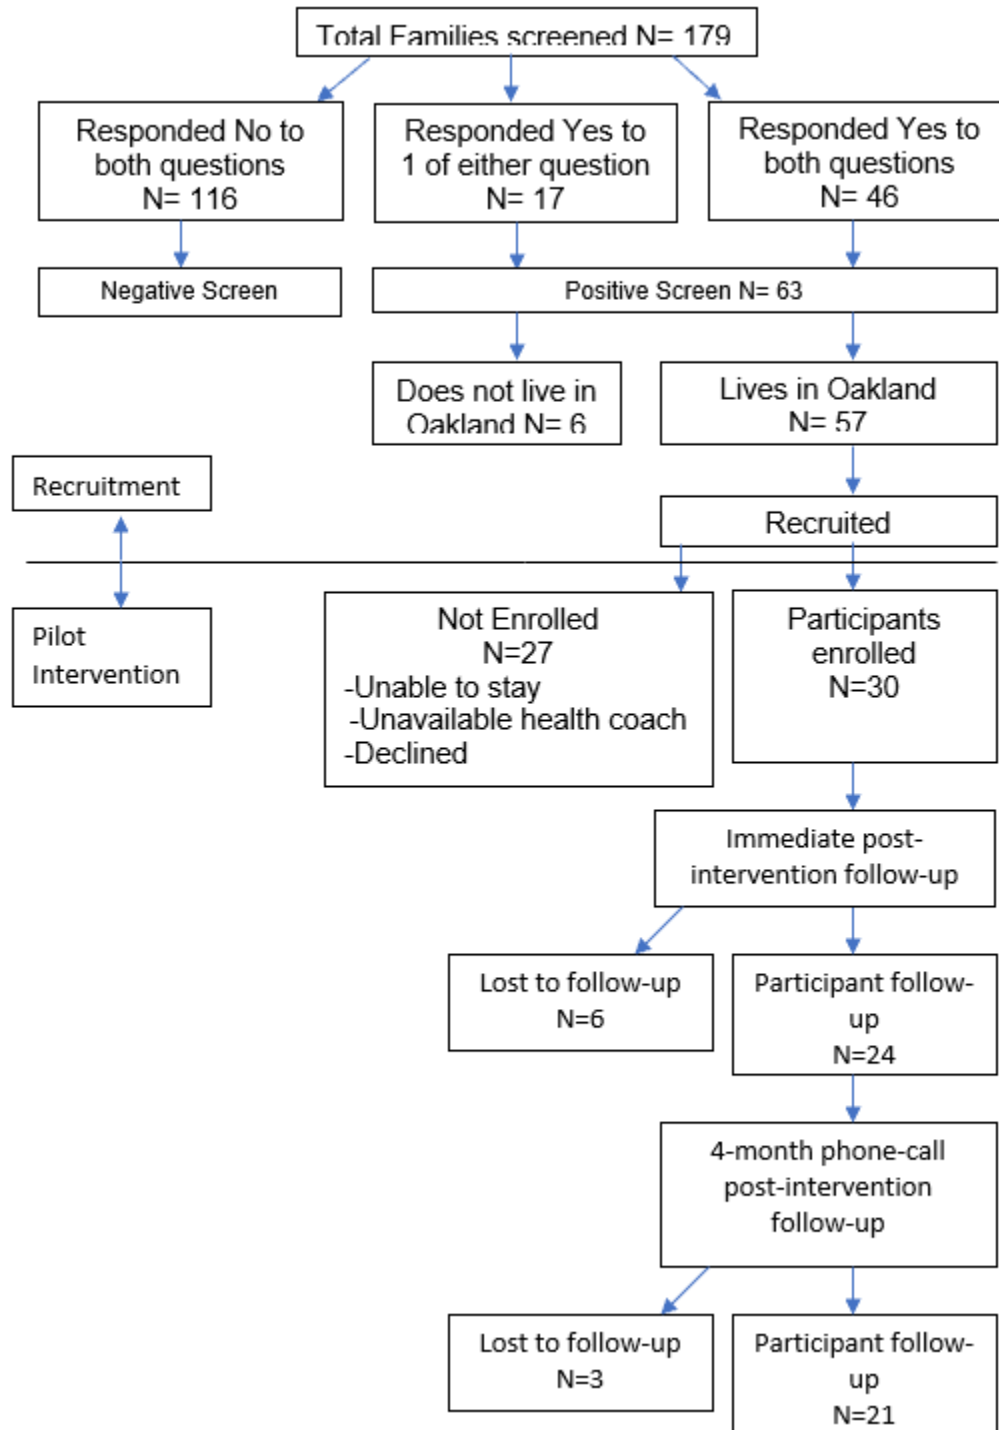 Total Families screened N= 179
Responded No to
both questions
N= 116
Responded Yes to
1 of either question
N= 17
Responded Yes to
both questions
N= 46
Negative Screen
Positive Screen N= 63
Does not live in
Oakland N= 6
Lives in Oakland
N= 57
Recruitment
Recruited
Pilot
Intervention
Not Enrolled
N=27
-Unable to stay
-Unavailable health coach
-Declined
Participants
enrolled
N=30
Immediate post-
intervention follow-up
Lost to follow-up
N=6
Participant follow-
up
N=24
4-month phone-call
post-intervention
follow-up
Lost to follow-up
N=3
Participant follow-
up
N=21